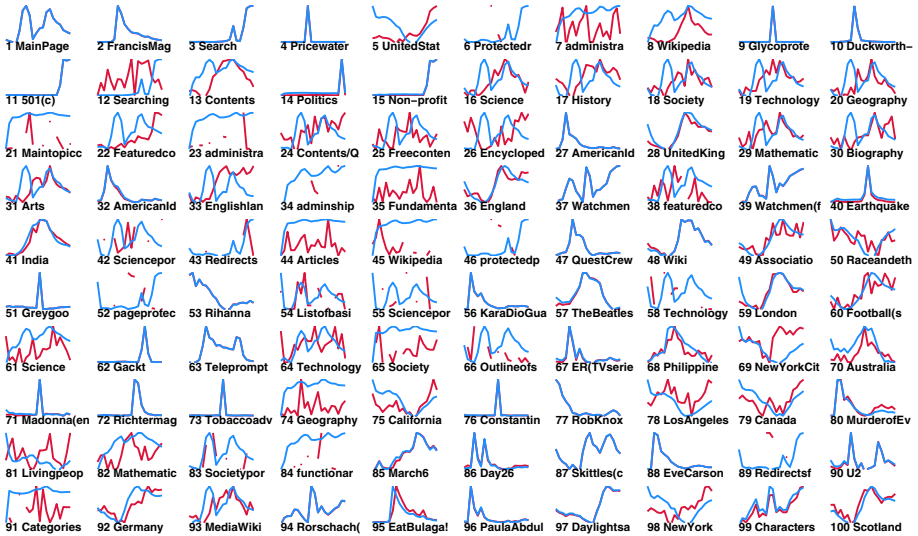 1 MainPage 2 FrancisMag 3 Search 4 Pricewater 5 UnitedStat 6 Protectedr 7 administra 8 Wikipedia 9 Glycoprote 10 Duckworth−
11 501(c) 12 Searching 13 Contents 14 Politics 15 Non−profit 16 Science 17 History 18 Society 19 Technology 20 Geography
21 Maintopicc 22 Featuredco 23 administra 24 Contents/Q 25 Freeconten 26 Encycloped 27 AmericanId 28 UnitedKing 29 Mathematic 30 Biography
31 Arts 32 AmericanId 33 Englishlan 34 adminship 35 Fundamenta 36 England 37 Watchmen 38 featuredco 39 Watchmen(f 40 Earthquake
41 India 42 Sciencepor 43 Redirects 44 Articles 45 Wikipedia 46 protectedp 47 QuestCrew 48 Wiki 49 Associatio 50 Raceandeth
51 Greygoo 52 pageprotec 53 Rihanna 54 Listofbasi 55 Sciencepor 56 KaraDioGua 57 TheBeatles 58 Technology 59 London 60 Football(s
61 Science 62 Gackt 63 Teleprompt 64 Technology 65 Society 66 Outlineofs 67 ER(TVserie 68 Philippine 69 NewYorkCit 70 Australia
71 Madonna(en 72 Richtermag 73 Tobaccoadv 74 Geography 75 California 76 Constantin 77 RobKnox 78 LosAngeles 79 Canada 80 MurderofEv
81 Livingpeop 82 Mathematic 83 Societypor 84 functionar 85 March6 86 Day26 87 Skittles(c 88 EveCarson 89 Redirectsf 90 U2
91 Categories 92 Germany 93 MediaWiki 94 Rorschach( 95 EatBulaga! 96 PaulaAbdul 97 Daylightsa 98 NewYork 99 Characters 100 Scotland